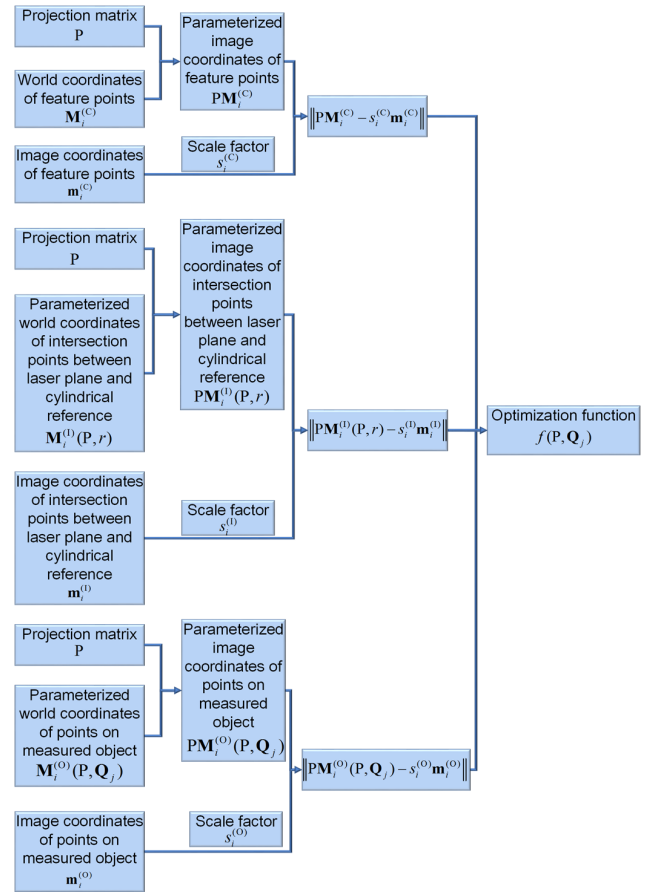 Projection matrix
P
World coordinates
of feature points
M_i^(C)
Image coordinates
of feature points
m_i^(C)
Parameterized
image
coordinates of
feature points
PM_i^(C)
Scale factor
s_i^(C)
‖PM_i^(C) − s_i^(C) m_i^(C)‖
Projection matrix
P
Parameterized
world coordinates
of intersection
points between
laser plane and
cylindrical
reference
M_i^(I)(P, r)
Image coordinates
of intersection
points between
laser plane and
cylindrical
reference
m_i^(I)
Parameterized
image
coordinates of
intersection
points
between laser
plane and
cylindrical
reference
PM_i^(I)(P, r)
Scale factor
s_i^(I)
‖PM_i^(I)(P, r) − s_i^(I) m_i^(I)‖
Optimization function
f(P, Q_j)
Projection matrix
P
Parameterized
world coordinates
of points on
measured object
M_i^(O)(P, Q_j)
Image coordinates
of points on
measured object
m_i^(O)
Parameterized
image
coordinates of
points on
measured
object
PM_i^(O)(P, Q_j)
Scale factor
s_i^(O)
‖PM_i^(O)(P, Q_j) − s_i^(O) m_i^(O)‖